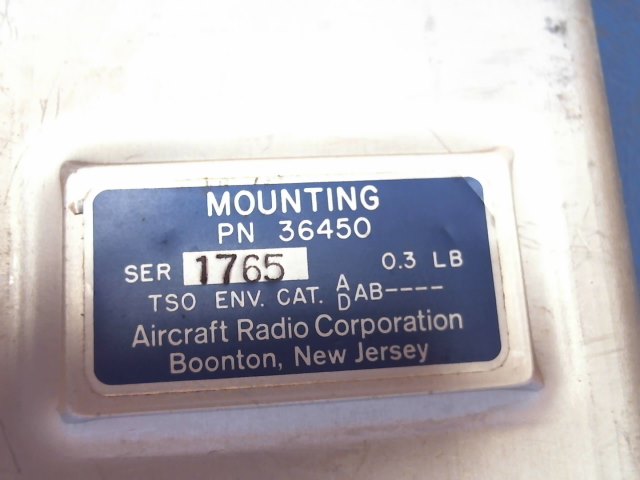 MOUNTING
PN 36450
SER 1765 0.3 LB
TSO ENV. CAT. A/D AB----
Aircraft Radio Corporation
Boonton, New Jersey